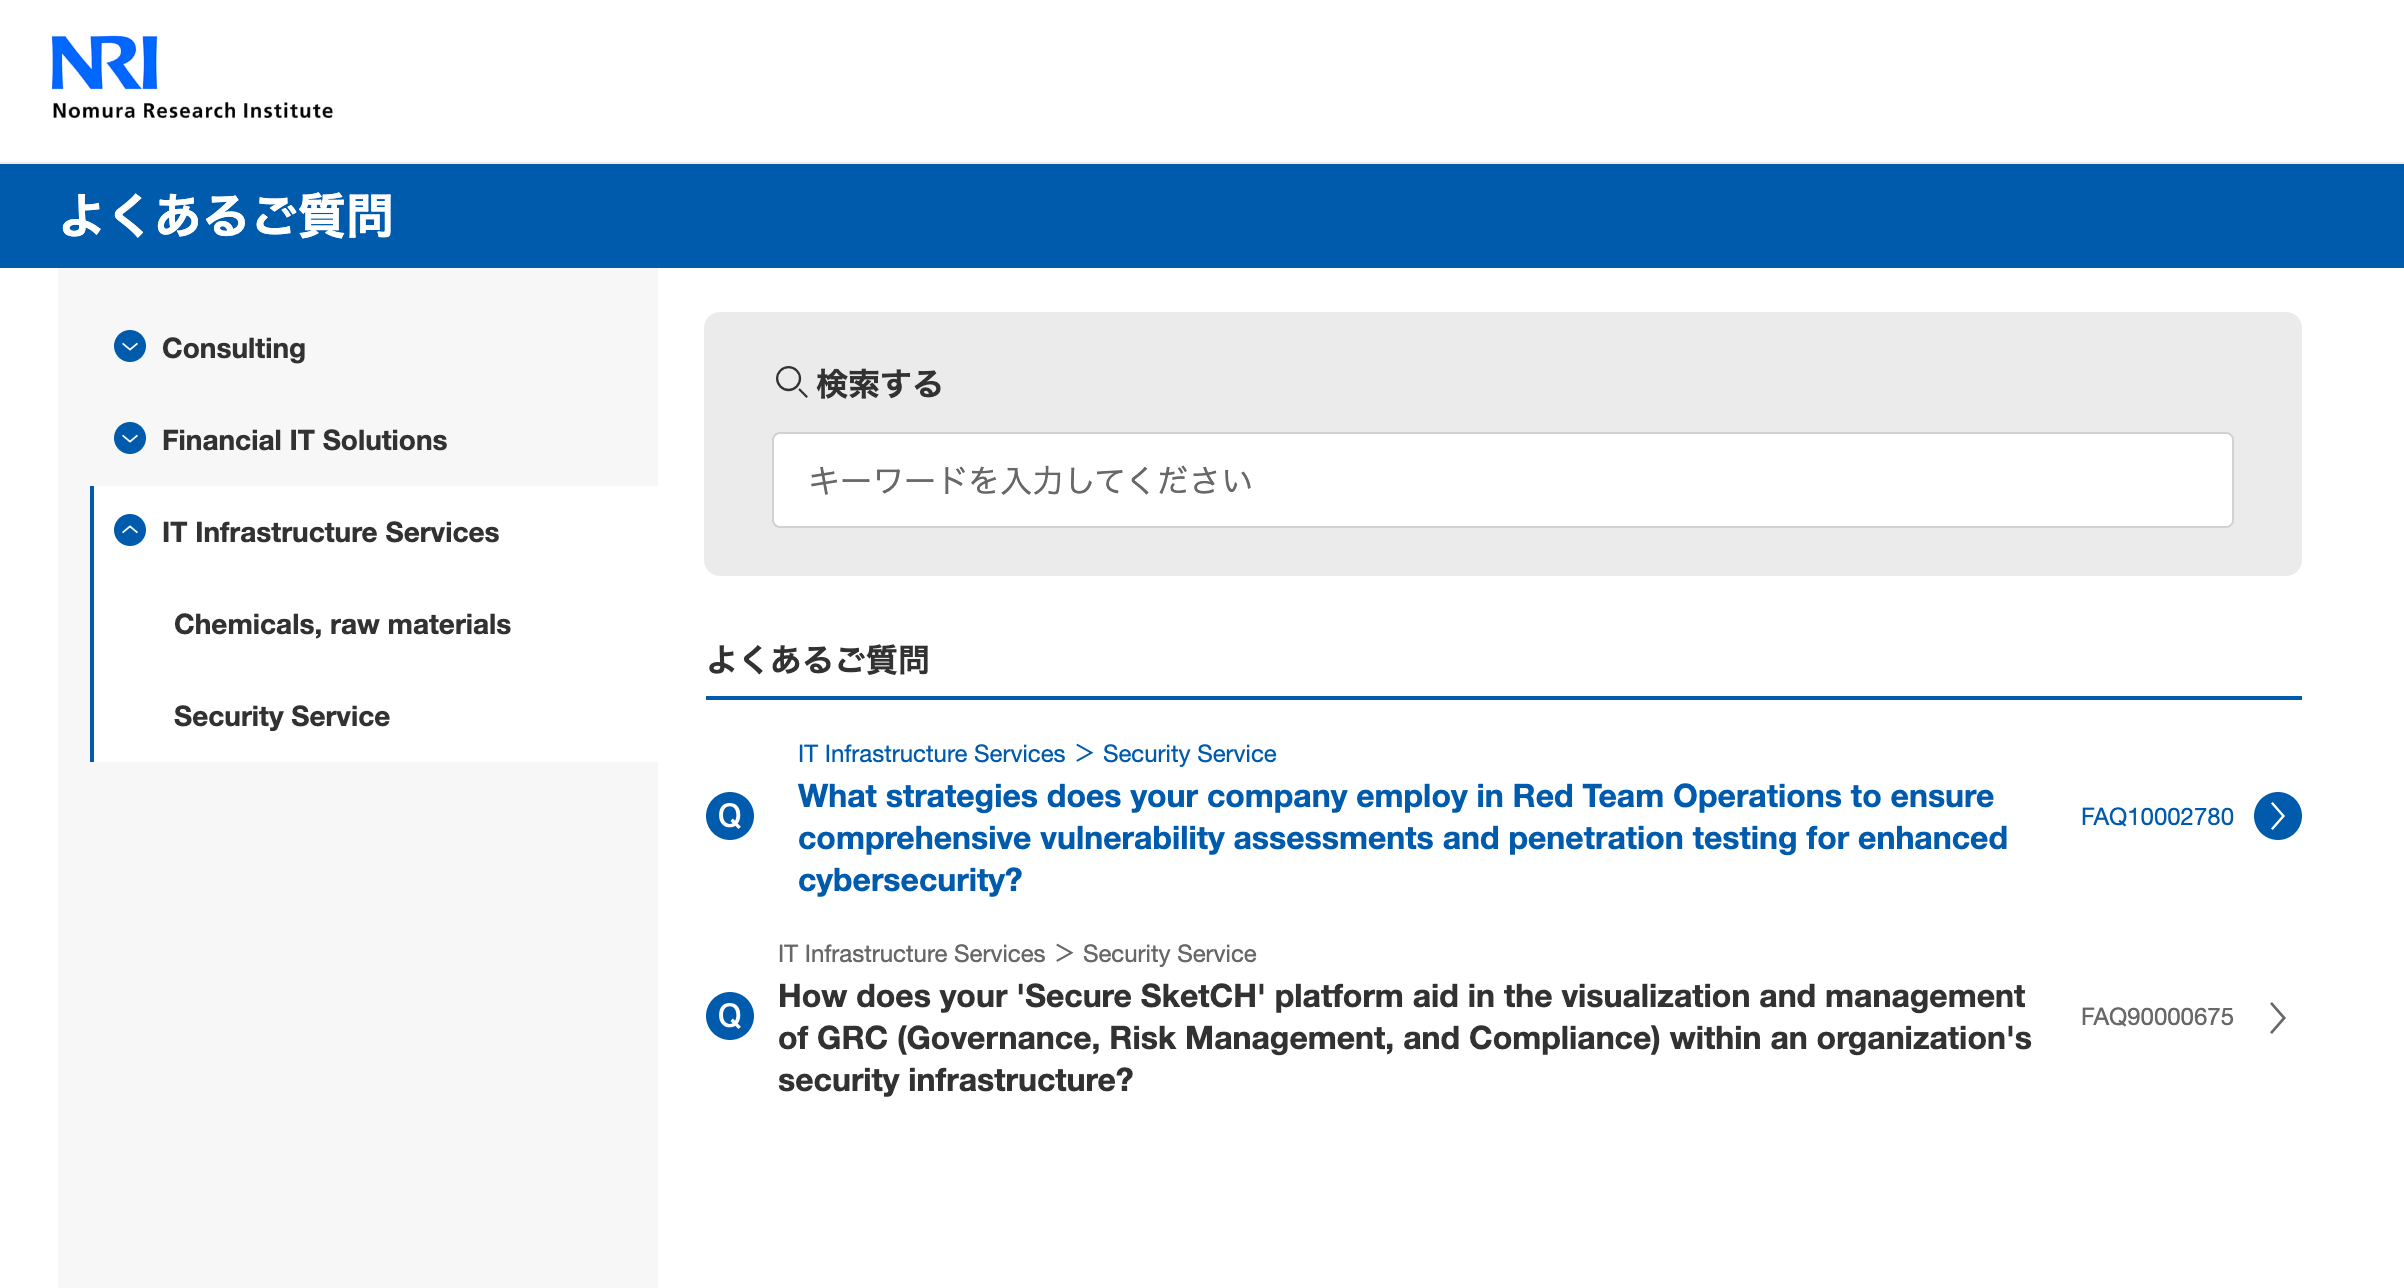 NRI
Nomura Research Institute
よくあるご質問
Consulting
Financial IT Solutions
IT Infrastructure Services
Chemicals, raw materials
Security Service
検索する
キーワードを入力してください
よくあるご質問
IT Infrastructure Services > Security Service
Q What strategies does your company employ in Red Team Operations to ensure
comprehensive vulnerability assessments and penetration testing for enhanced
cybersecurity?
FAQ10002780
IT Infrastructure Services > Security Service
Q How does your 'Secure SketCH' platform aid in the visualization and management
of GRC (Governance, Risk Management, and Compliance) within an organization's
security infrastructure?
FAQ90000675